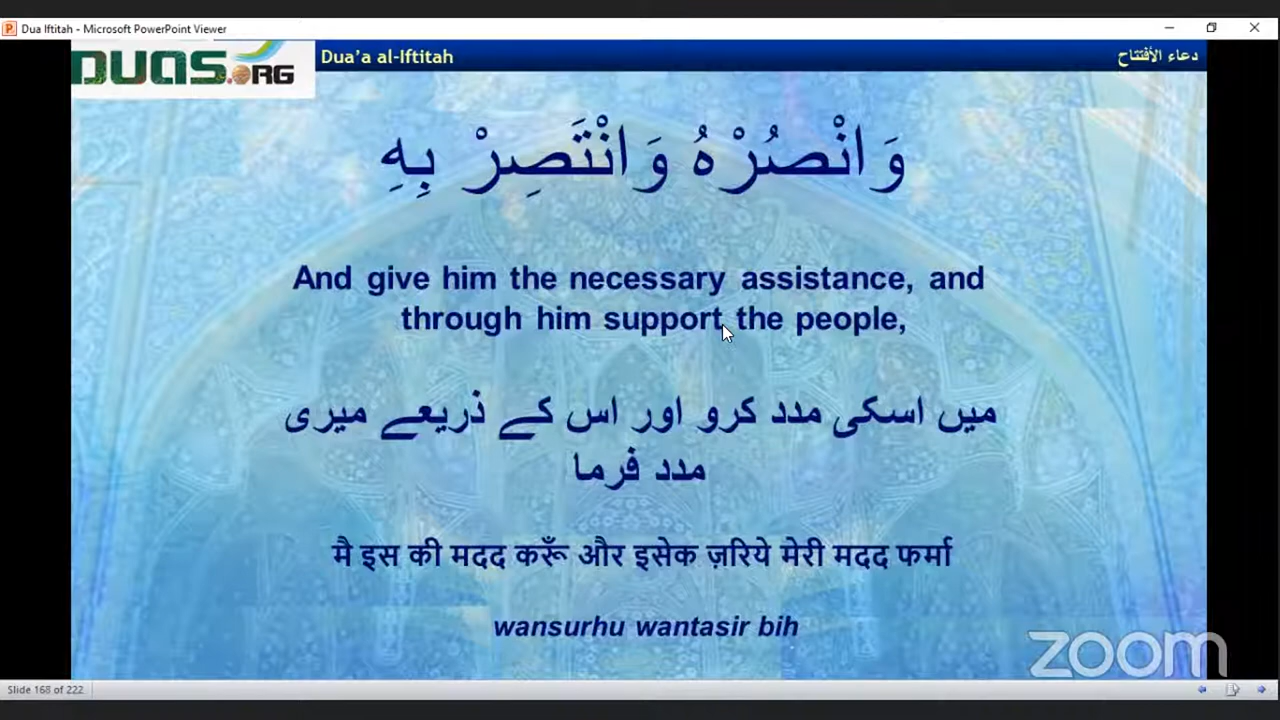 Dua Iftitah - Microsoft PowerPoint Viewer
DUAS.ORG
Dua'a al-Iftitah
دعاء الأفتتاح
وَانْصُرْهُ وَانْتَصِرْ بِهِ
And give him the necessary assistance, and
through him support the people,
میں اسکی مدد کرو اور اس کے ذریعے میری
مدد فرما
मै इस की मदद करूँ और इसेक ज़रिये मेरी मदद फर्मा
wansurhu wantasir bih
zoom
Slide 168 of 222